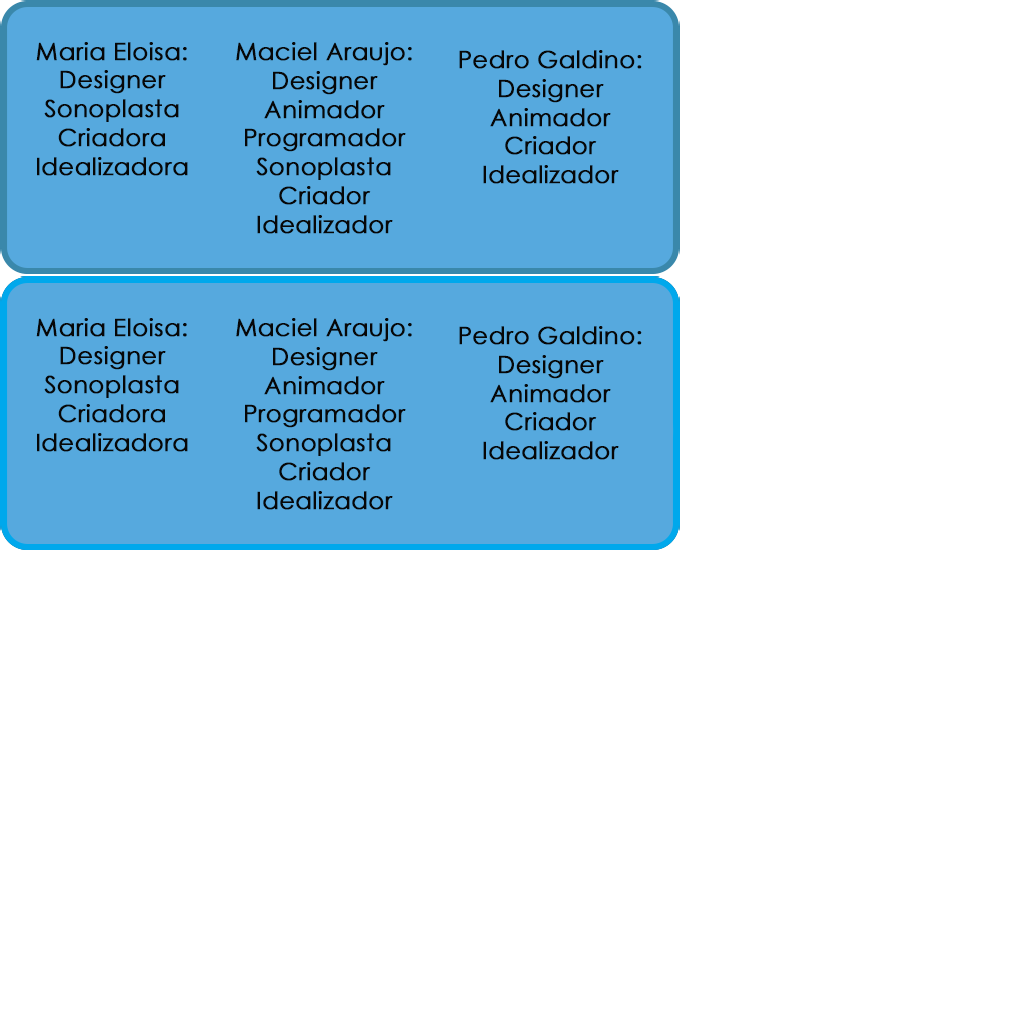 Maria Eloisa:
Designer
Sonoplasta
Criadora
Idealizadora
Maciel Araujo:
Designer
Animador
Programador
Sonoplasta
Criador
Idealizador
Pedro Galdino:
Designer
Animador
Criador
Idealizador
Maria Eloisa:
Designer
Sonoplasta
Criadora
Idealizadora
Maciel Araujo:
Designer
Animador
Programador
Sonoplasta
Criador
Idealizador
Pedro Galdino:
Designer
Animador
Criador
Idealizador